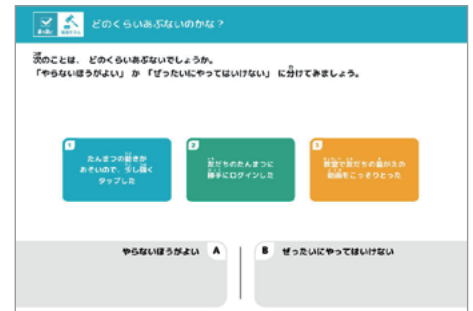 どのくらいあぶないのかな？
次のことは、 どのくらいあぶないでしょうか。
「やらないほうがよい」 か 「ぜったいにやってはいけない」 に分けてみましょう。
1
たんまつの動きが
おそいので、少し強く
タップした
2
友だちのたんまつに
勝手にログインした
3
教室で友だちの着がえの
動画をこっそりとった
やらないほうがよい A
B ぜったいにやってはいけない